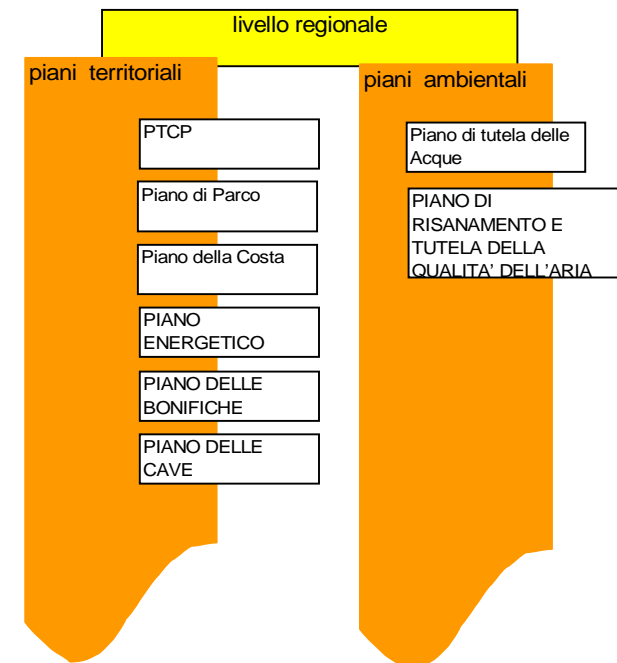 livello regionale
piani territoriali
PTCP
Piano di Parco
Piano della Costa
PIANO
ENERGETICO
PIANO DELLE
BONIFICHE
PIANO DELLE
CAVE
piani ambientali
Piano di tutela delle
Acque
PIANO DI
RISANAMENTO E
TUTELA DELLA
QUALITA' DELL'ARIA